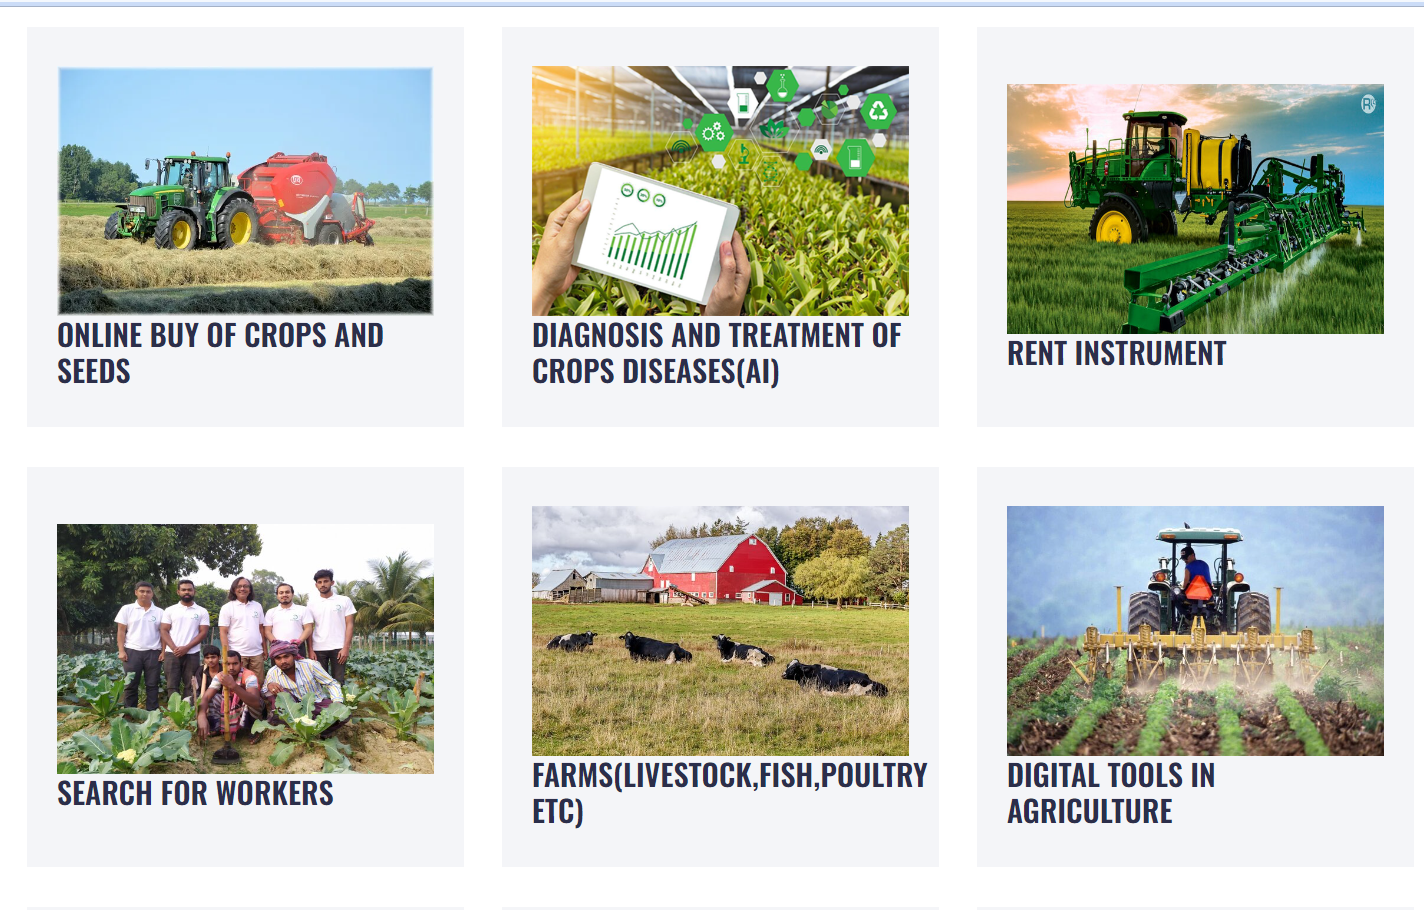 ONLINE BUY OF CROPS AND
SEEDS
DIAGNOSIS AND TREATMENT OF
CROPS DISEASES(AI)
RENT INSTRUMENT
SEARCH FOR WORKERS
FARMS(LIVESTOCK,FISH,POULTRY
ETC)
DIGITAL TOOLS IN
AGRICULTURE